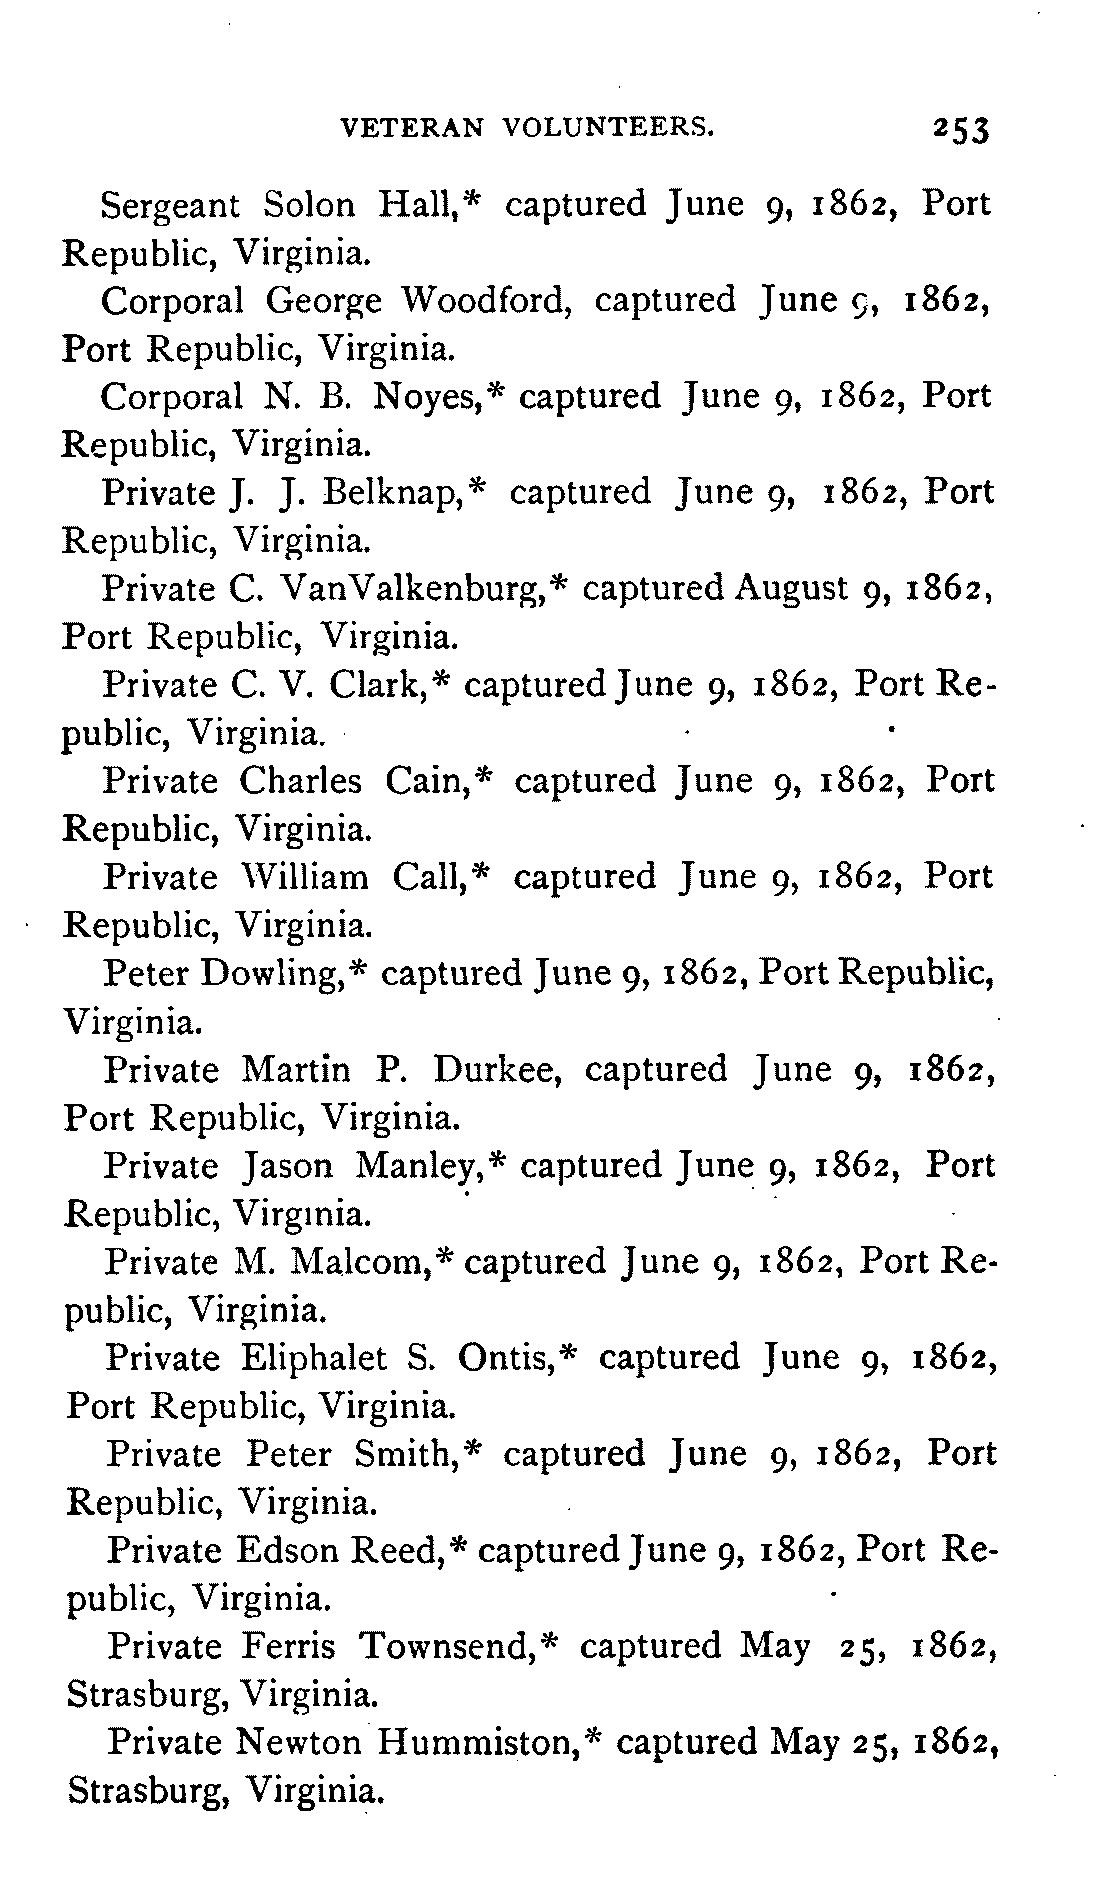 VETERAN VOLUNTEERS. 253
Sergeant Solon Hall,* captured June 9, 1862, Port
Republic, Virginia.
Corporal George Woodford, captured June 9, 1862,
Port Republic, Virginia.
Corporal N. B. Noyes,* captured June 9, 1862, Port
Republic, Virginia.
Private J. J. Belknap,* captured June 9, 1862, Port
Republic, Virginia.
Private C. VanValkenburg,* captured August 9, 1862,
Port Republic, Virginia.
Private C. V. Clark,* captured June 9, 1862, Port Re-
public, Virginia.
Private Charles Cain,* captured June 9, 1862, Port
Republic, Virginia.
Private William Call,* captured June 9, 1862, Port
Republic, Virginia.
Peter Dowling,* captured June 9, 1862, Port Republic,
Virginia.
Private Martin P. Durkee, captured June 9, 1862,
Port Republic, Virginia.
Private Jason Manley,* captured June 9, 1862, Port
Republic, Virginia.
Private M. Malcom,* captured June 9, 1862, Port Re-
public, Virginia.
Private Eliphalet S. Ontis,* captured June 9, 1862,
Port Republic, Virginia.
Private Peter Smith,* captured June 9, 1862, Port
Republic, Virginia.
Private Edson Reed,* captured June 9, 1862, Port Re-
public, Virginia.
Private Ferris Townsend,* captured May 25, 1862,
Strasburg, Virginia.
Private Newton Hummiston,* captured May 25, 1862,
Strasburg, Virginia.